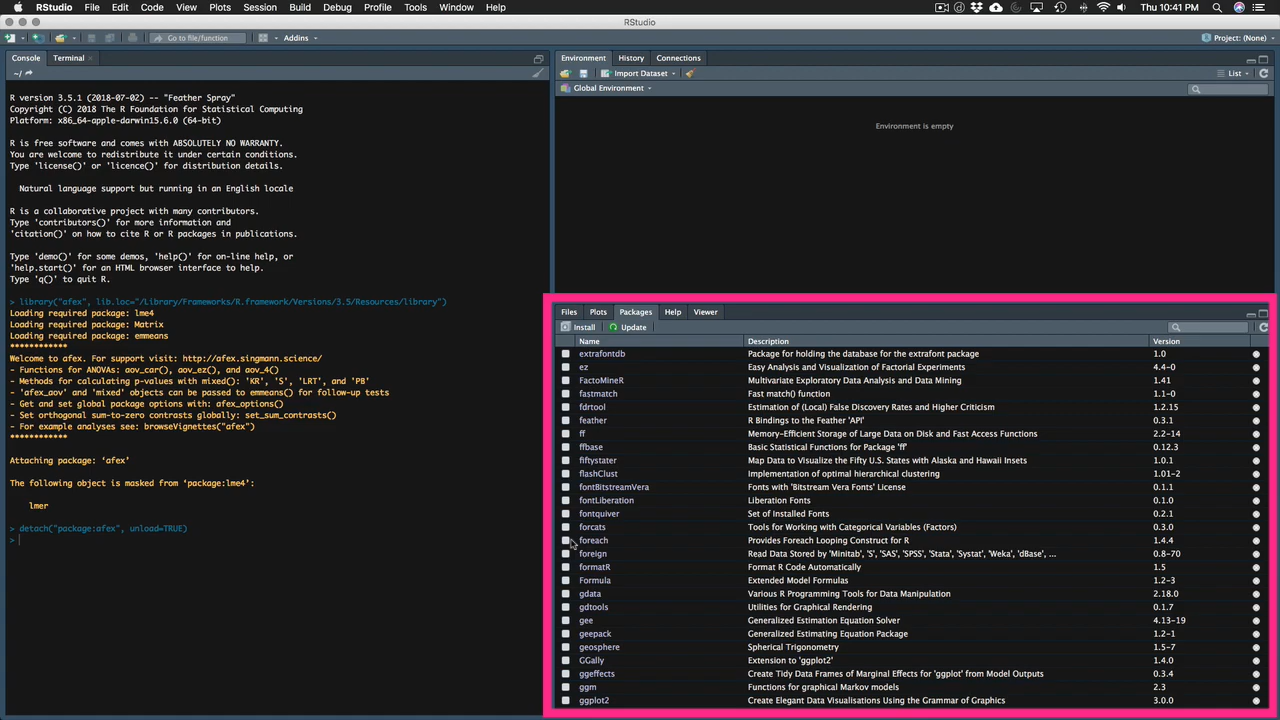 RStudio File Edit Code View Plots Session Build Debug Profile Tools Window Help Thu 10:41 PM
RStudio
Go to file/function Addins Project: (None)
Console Terminal
~/
R version 3.5.1 (2018-07-02) -- "Feather Spray"
Copyright (C) 2018 The R Foundation for Statistical Computing
Platform: x86_64-apple-darwin15.6.0 (64-bit)
R is free software and comes with ABSOLUTELY NO WARRANTY.
You are welcome to redistribute it under certain conditions.
Type 'license()' or 'licence()' for distribution details.
Natural language support but running in an English locale
R is a collaborative project with many contributors.
Type 'contributors()' for more information and
'citation()' on how to cite R or R packages in publications.
Type 'demo()' for some demos, 'help()' for on-line help, or
'help.start()' for an HTML browser interface to help.
Type 'q()' to quit R.
> library("afex", lib.loc="/Library/Frameworks/R.framework/Versions/3.5/Resources/library")
Loading required package: lme4
Loading required package: Matrix
Loading required package: emmeans
************
Welcome to afex. For support visit: http://afex.singmann.science/
- Functions for ANOVAs: aov_car(), aov_ez(), and aov_4()
- Methods for calculating p-values with mixed(): 'KR', 'S', 'LRT', and 'PB'
- 'afex_aov' and 'mixed' objects can be passed to emmeans() for follow-up tests
- Get and set global package options with: afex_options()
- Set orthogonal sum-to-zero contrasts globally: set_sum_contrasts()
- For example analyses see: browseVignettes("afex")
************
Attaching package: ‘afex’
The following object is masked from ‘package:lme4’:
lmer
> detach("package:afex", unload=TRUE)
>
Environment History Connections
Import Dataset List
Global Environment
Environment is empty
Files Plots Packages Help Viewer
Install Update
Name Description Version
extrafontdb Package for holding the database for the extrafont package 1.0
ez Easy Analysis and Visualization of Factorial Experiments 4.4-0
FactoMineR Multivariate Exploratory Data Analysis and Data Mining 1.41
fastmatch Fast match() function 1.1-0
fdrtool Estimation of (Local) False Discovery Rates and Higher Criticism 1.2.15
feather R Bindings to the Feather 'API' 0.3.1
ff Memory-Efficient Storage of Large Data on Disk and Fast Access Functions 2.2-14
ffbase Basic Statistical Functions for Package 'ff' 0.12.3
fiftystater Map Data to Visualize the Fifty U.S. States with Alaska and Hawaii Insets 1.0.1
flashClust Implementation of optimal hierarchical clustering 1.01-2
fontBitstreamVera Fonts with 'Bitstream Vera Fonts' License 0.1.1
fontLiberation Liberation Fonts 0.1.0
fontquiver Set of Installed Fonts 0.2.1
forcats Tools for Working with Categorical Variables (Factors) 0.3.0
foreach Provides Foreach Looping Construct for R 1.4.4
foreign Read Data Stored by 'Minitab', 'S', 'SAS', 'SPSS', 'Stata', 'Systat', 'Weka', 'dBase', ... 0.8-70
formatR Format R Code Automatically 1.5
Formula Extended Model Formulas 1.2-3
gdata Various R Programming Tools for Data Manipulation 2.18.0
gdtools Utilities for Graphical Rendering 0.1.7
gee Generalized Estimation Equation Solver 4.13-19
geepack Generalized Estimating Equation Package 1.2-1
geosphere Spherical Trigonometry 1.5-7
GGally Extension to 'ggplot2' 1.4.0
ggeffects Create Tidy Data Frames of Marginal Effects for 'ggplot' from Model Outputs 0.3.4
ggm Functions for graphical Markov models 2.3
ggplot2 Create Elegant Data Visualisations Using the Grammar of Graphics 3.0.0